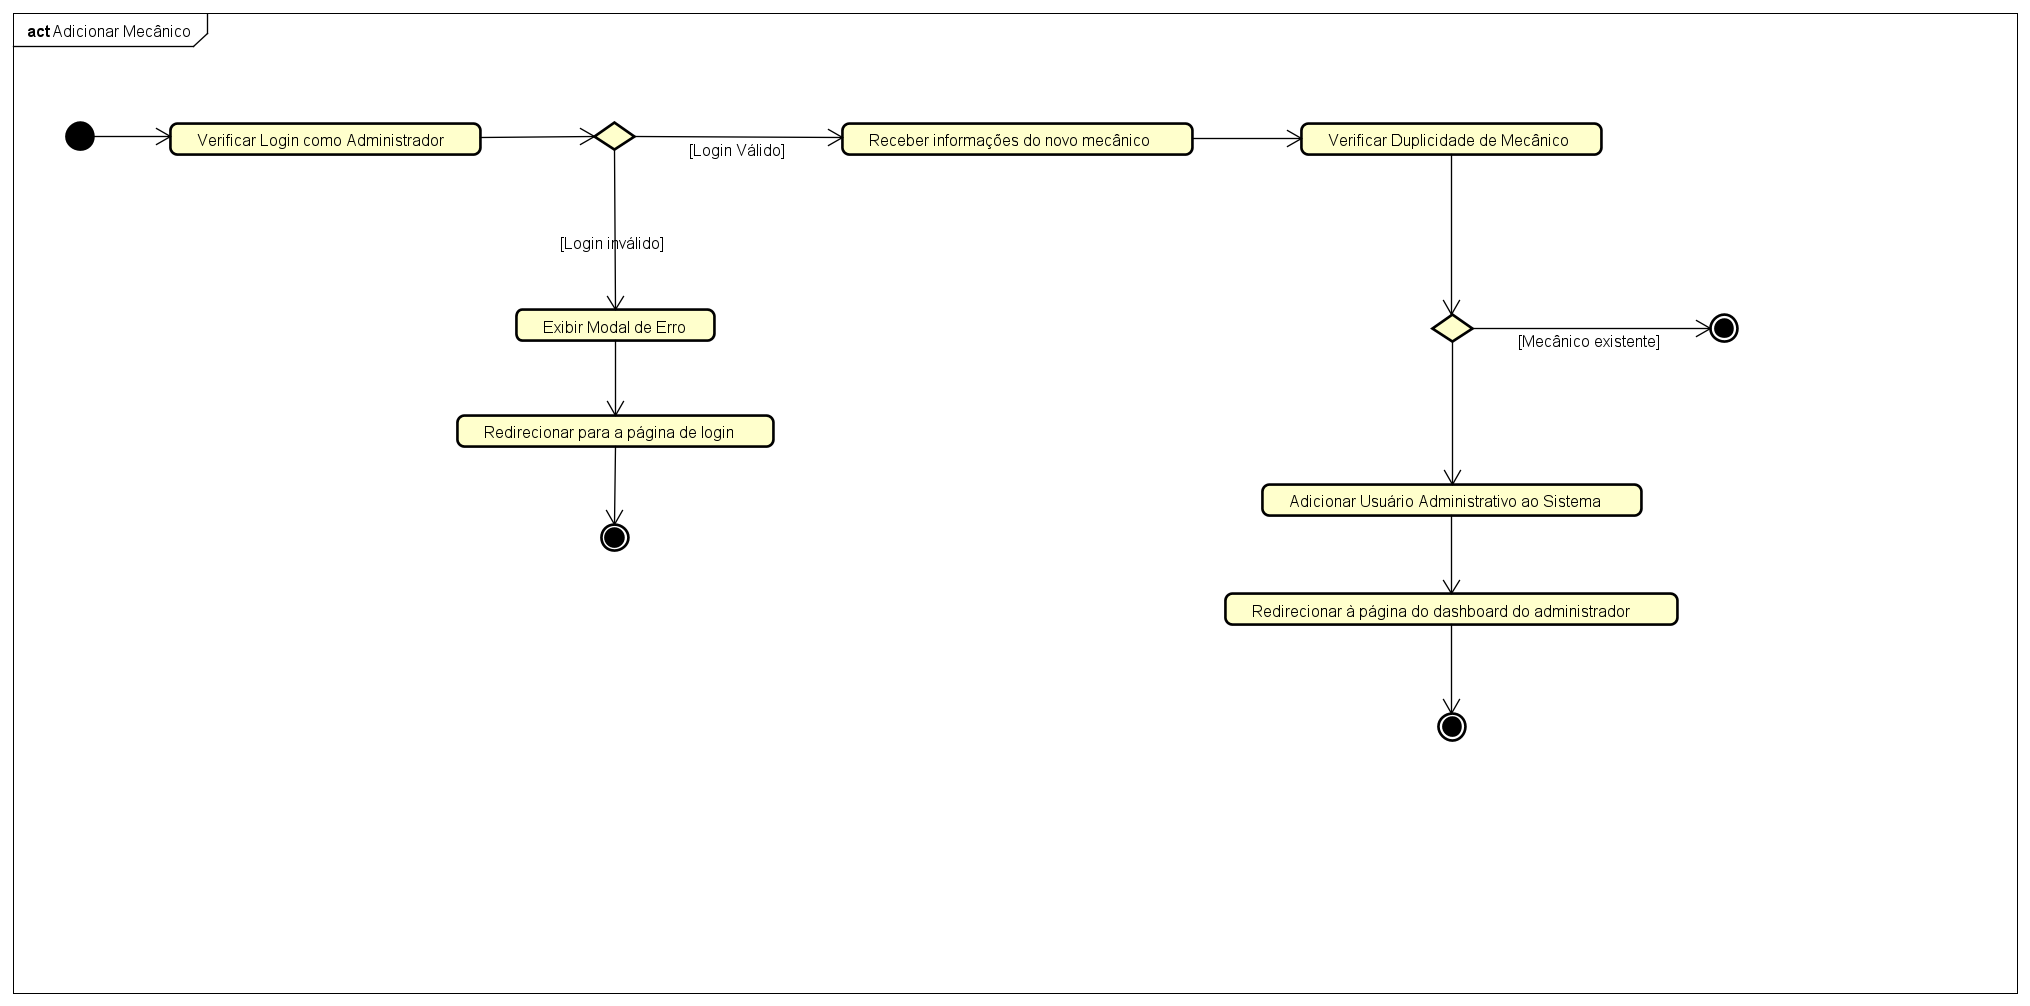 act Adicionar Mecânico
Verificar Login como Administrador
[Login Válido]
Receber informações do novo mecânico
Verificar Duplicidade de Mecânico
[Login inválido]
Exibir Modal de Erro
[Mecânico existente]
Redirecionar para a página de login
Adicionar Usuário Administrativo ao Sistema
Redirecionar à página do dashboard do administrador